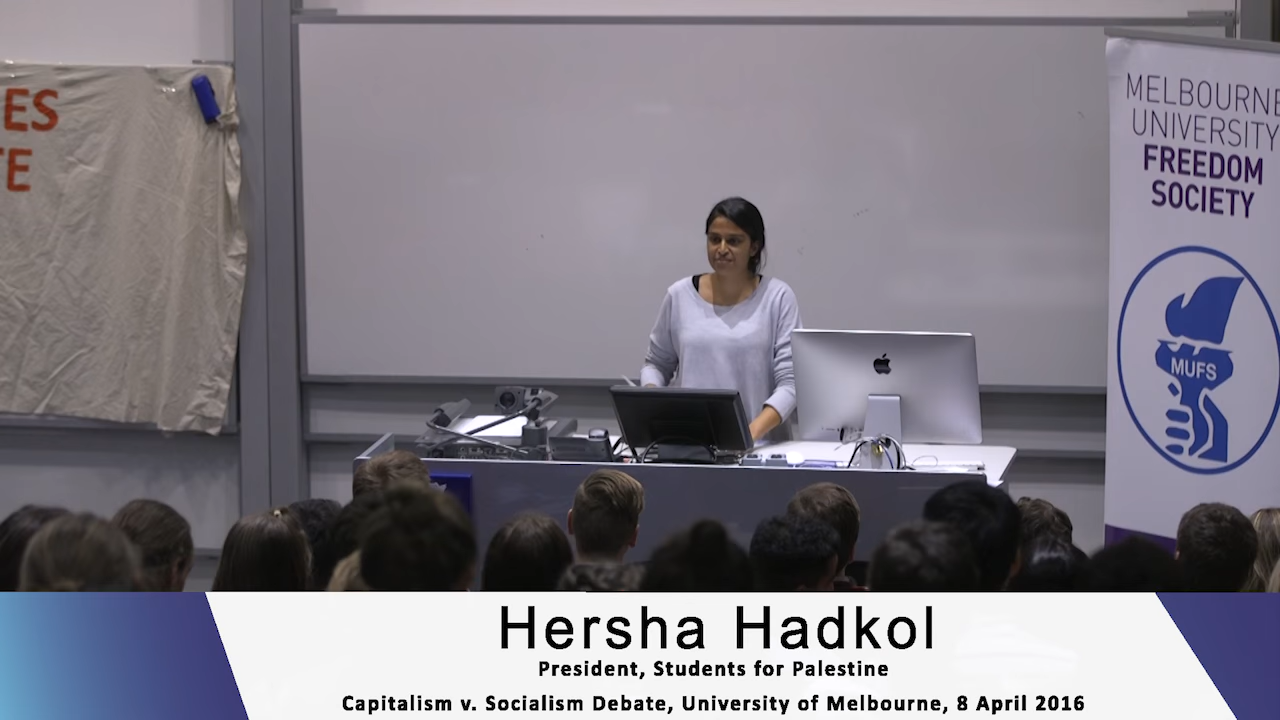 ES
TE
MELBOURNE
UNIVERSITY
FREEDOM
SOCIETY
MUFS
Hersha Hadkol
President, Students for Palestine
Capitalism v. Socialism Debate, University of Melbourne, 8 April 2016